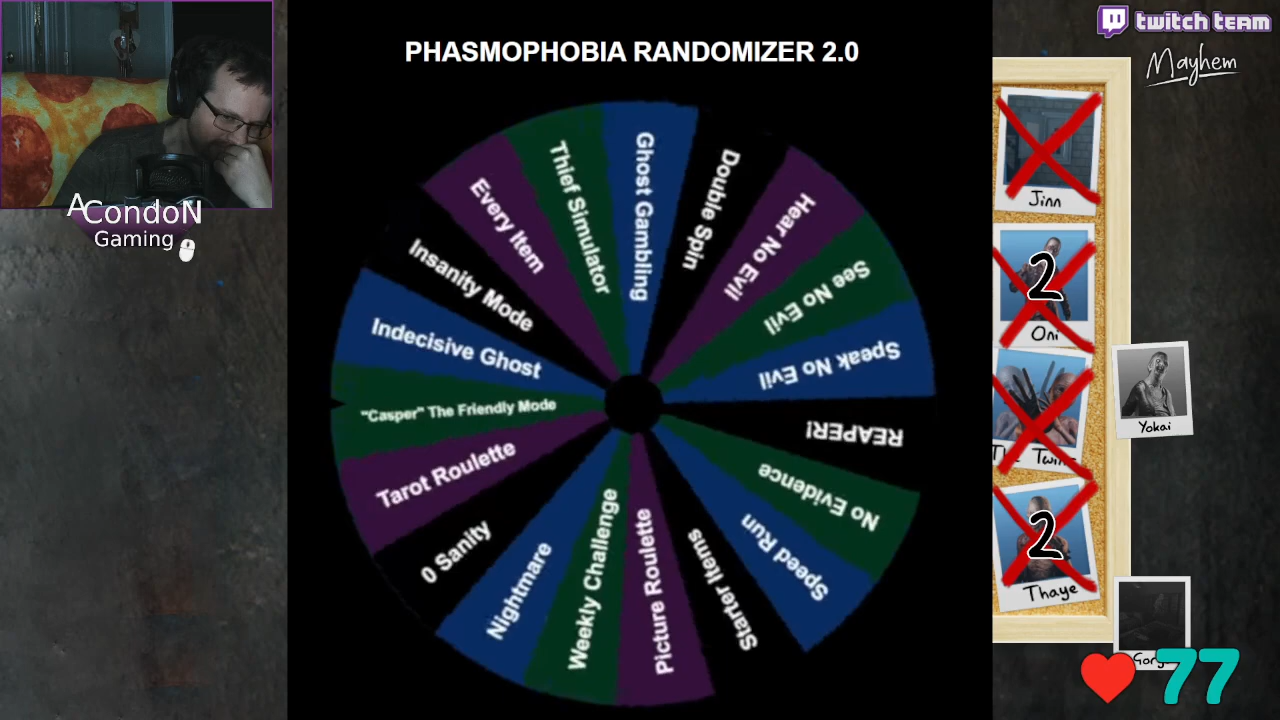 PHASMOPHOBIA RANDOMIZER 2.0
twitch team
Mayhem
ACondoN
Gaming
Ghost Gambling
Double Spin
Hear No Evil
See No Evil
Speak No Evil
REAPER!
No Evidence
Speed Run
Starter Items
Picture Roulette
Weekly Challenge
Nightmare
0 Sanity
Tarot Roulette
"Casper" The Friendly Mode
Indecisive Ghost
Insanity Mode
Every Item
Thief Simulator
Jinn
2
Oni
Yokai
2
Thaye
77